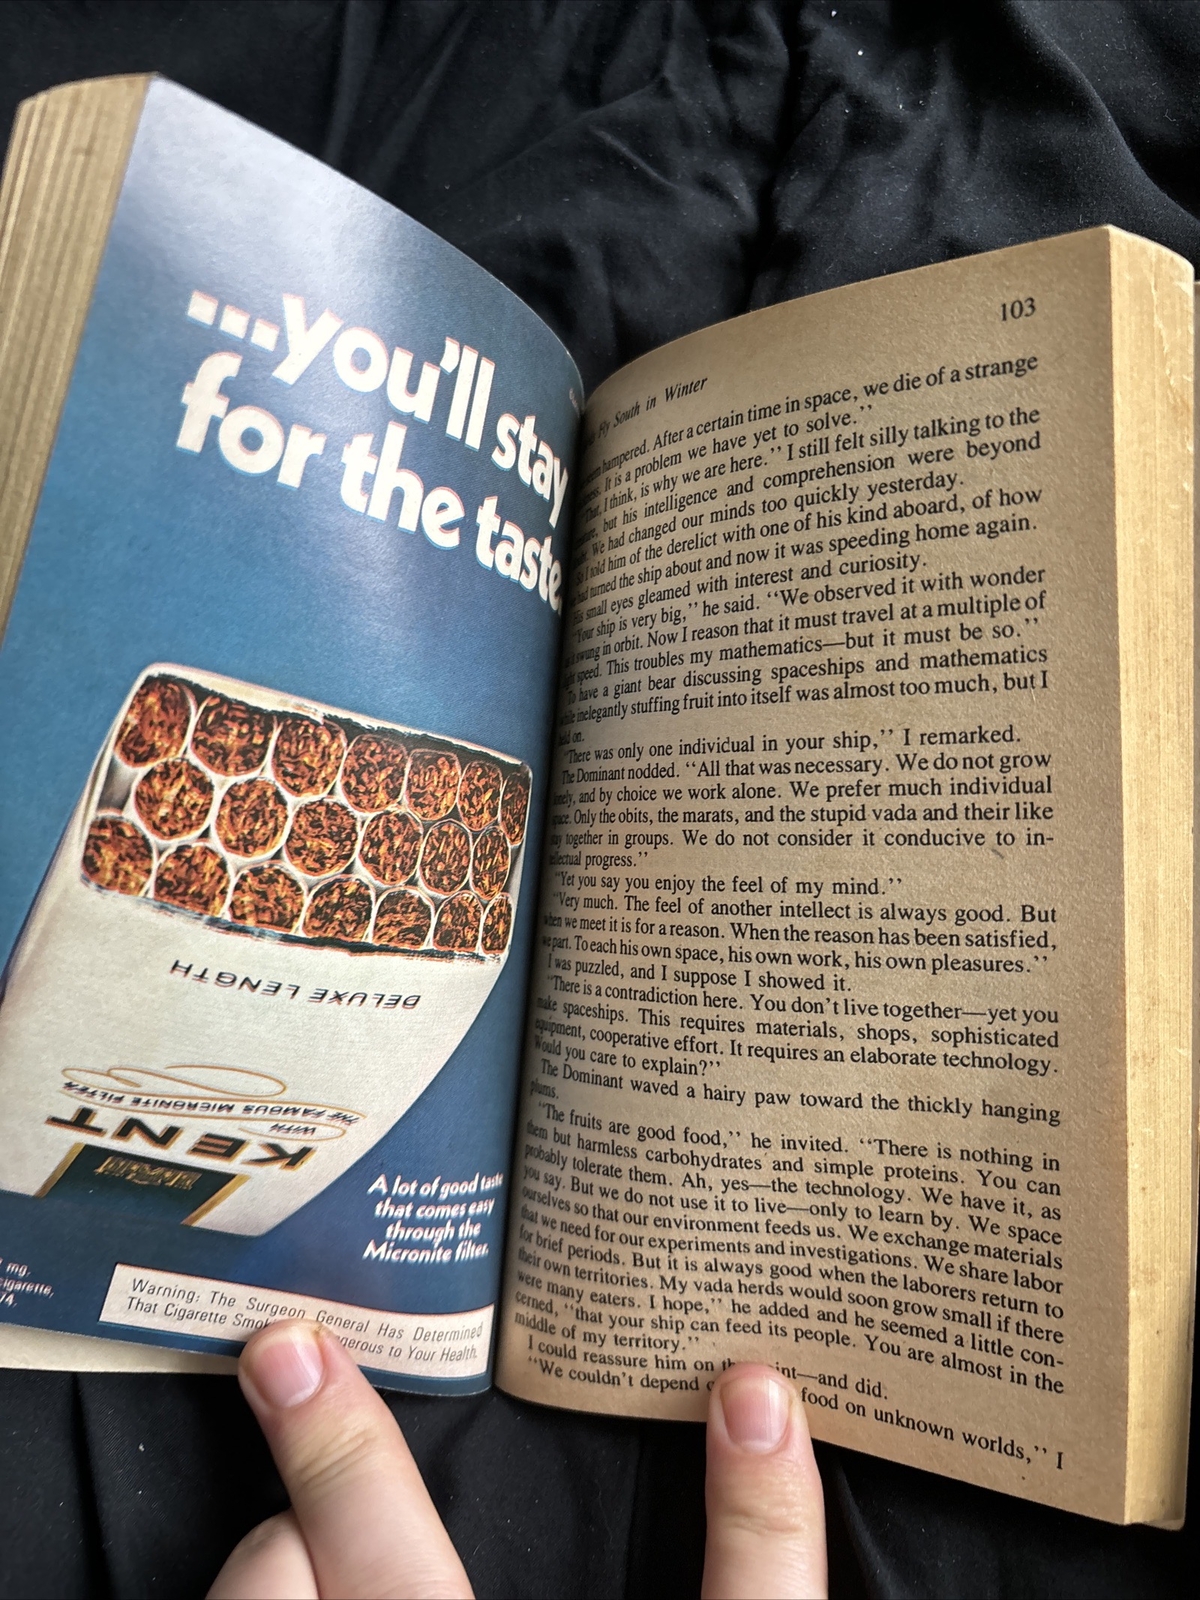 ...you'll stay
for the taste.
DELUXE LENGTH
KENT
WITH
THE FAMOUS MICRONITE FILTER
A lot of good taste
that comes easy
through the
Micronite filter.
mg.
cigarette,
74.
Warning: The Surgeon General Has Determined
That Cigarette to Your Health.
103
Fly South in Winter
hampered. After a certain time in space, we die of a strange
It is a problem we have yet to solve.’’
I think, is why we are here.’’ I still felt silly talking to the
but his intelligence and comprehension were beyond
We had changed our minds too quickly yesterday.
So I told him of the derelict with one of his kind aboard, of how
had turned the ship about and now it was speeding home again.
His small eyes gleamed with interest and curiosity.
‘‘Your ship is very big,’’ he said. ‘‘We observed it with wonder
swung in orbit. Now I reason that it must travel at a multiple of
speed. This troubles my mathematics—but it must be so.’’
To have a giant bear discussing spaceships and mathematics
while inelegantly stuffing fruit into itself was almost too much, but I
held on.
‘‘There was only one individual in your ship,’’ I remarked.
The Dominant nodded. ‘‘All that was necessary. We do not grow
lonely, and by choice we work alone. We prefer much individual
space. Only the obits, the marats, and the stupid vada and their like
stay together in groups. We do not consider it conducive to in-
tellectual progress.’’
‘‘Yet you say you enjoy the feel of my mind.’’
‘‘Very much. The feel of another intellect is always good. But
when we meet it is for a reason. When the reason has been satisfied,
we part. To each his own space, his own work, his own pleasures.’’
I was puzzled, and I suppose I showed it.
‘‘There is a contradiction here. You don’t live together—yet you
make spaceships. This requires materials, shops, sophisticated
equipment, cooperative effort. It requires an elaborate technology.
Would you care to explain?’’
The Dominant waved a hairy paw toward the thickly hanging
plums.
‘‘The fruits are good food,’’ he invited. ‘‘There is nothing in
them but harmless carbohydrates and simple proteins. You can
probably tolerate them. Ah, yes—the technology. We have it, as
you say. But we do not use it to live—only to learn by. We space
ourselves so that our environment feeds us. We exchange materials
that we need for our experiments and investigations. We share labor
for brief periods. But it is always good when the laborers return to
their own territories. My vada herds would soon grow small if there
were many eaters. I hope,’’ he added and he seemed a little con-
cerned, ‘‘that your ship can feed its people. You are almost in the
middle of my territory.’’
I could reassure him on —and did.
‘‘We couldn’t depend food on unknown worlds,’’ I